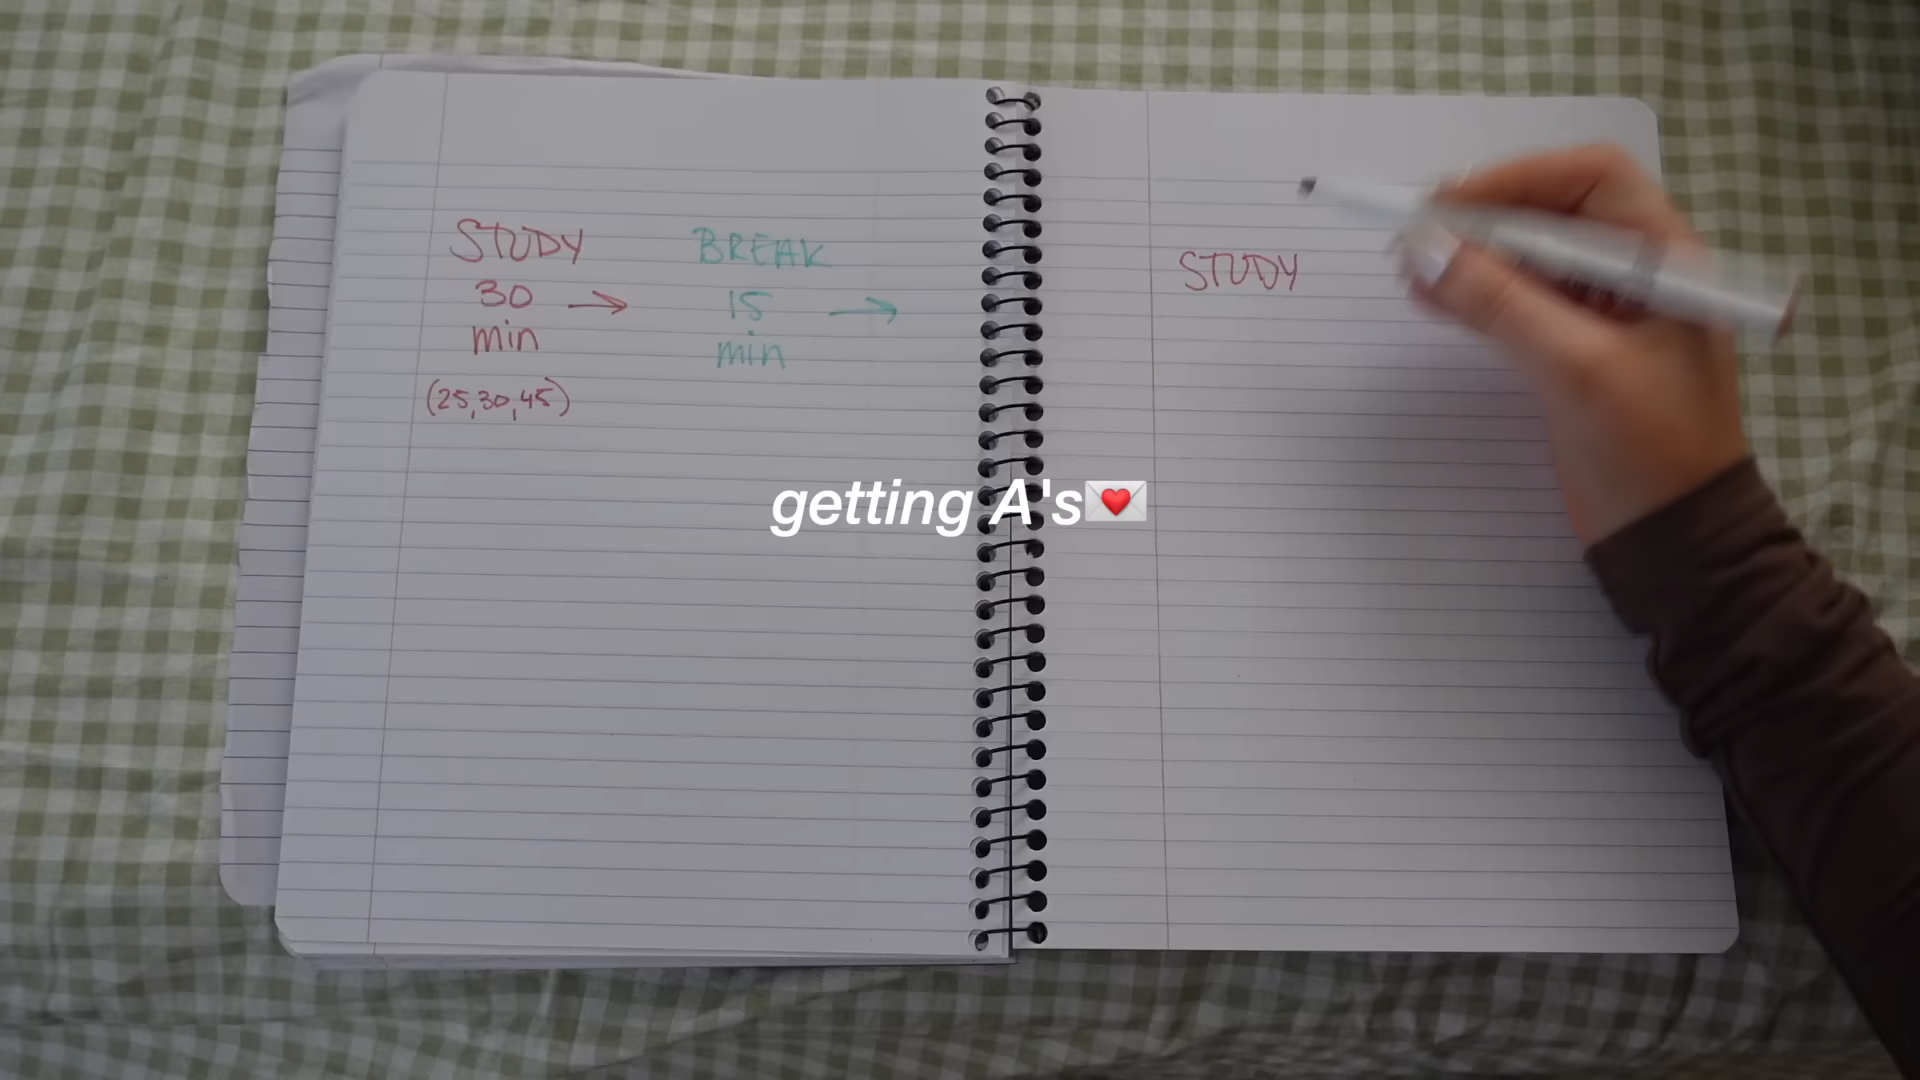 STUDY BREAK STUDY
30 → 15 →
min min
(25,30,45)
getting A's💌